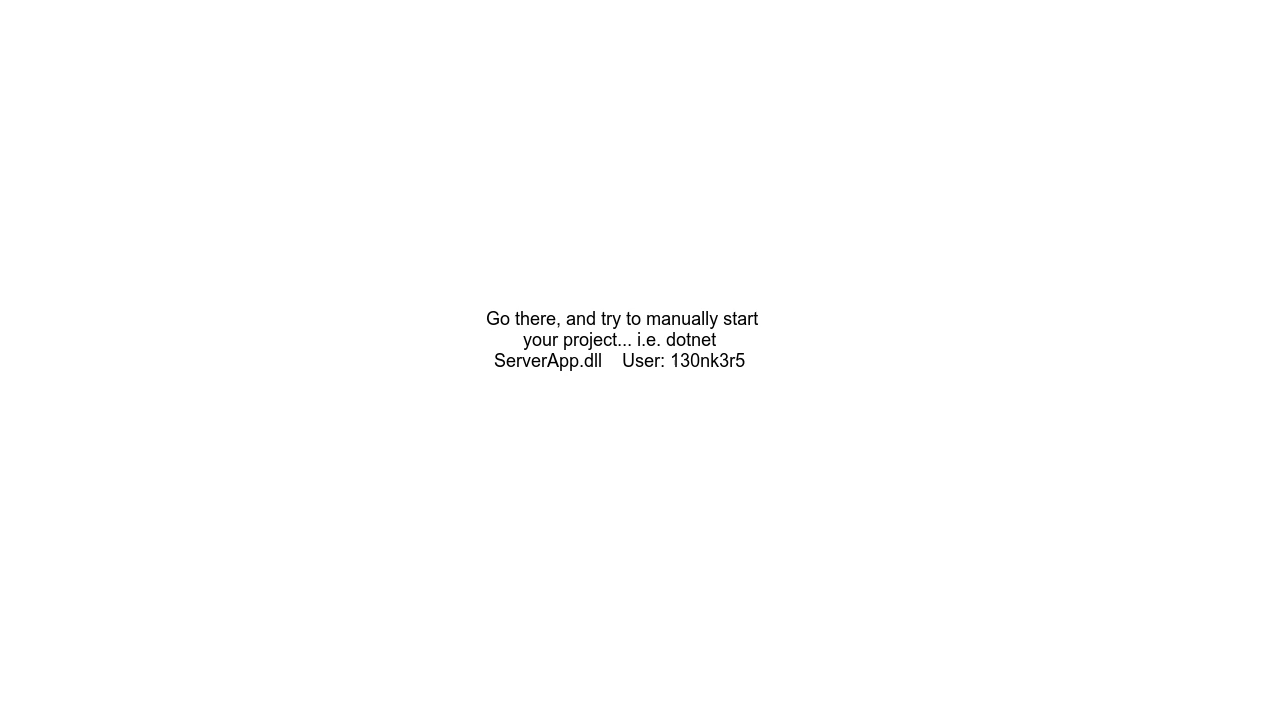 Go there, and try to manually start
your project... i.e. dotnet
ServerApp.dll    User: 130nk3r5